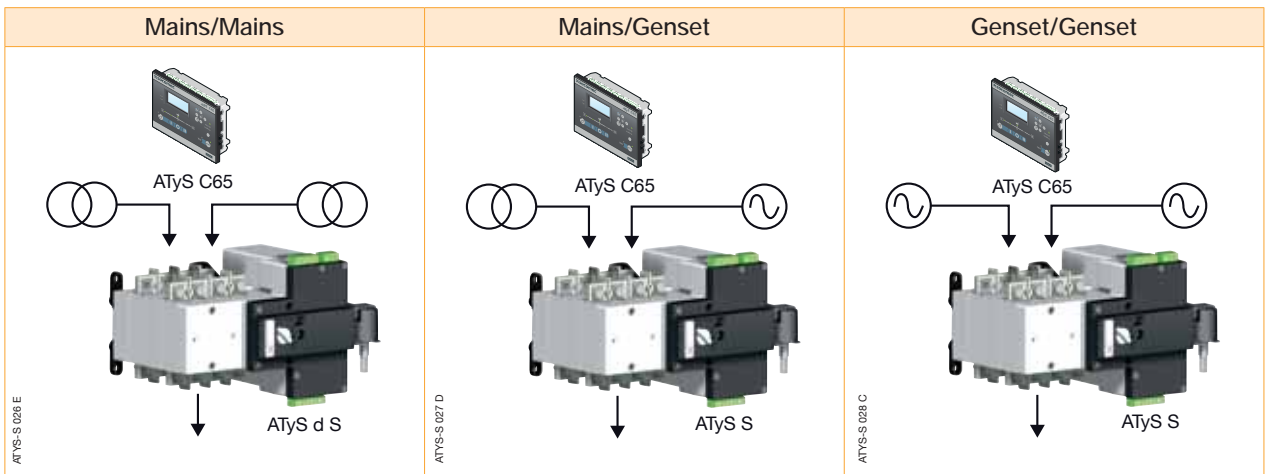 Mains/Mains
Mains/Genset
Genset/Genset
ATyS C65
ATyS C65
ATyS C65
ATyS d S
ATyS S
ATyS S
ATYS-S 026 E
ATYS-S 027 D
ATYS-S 028 C